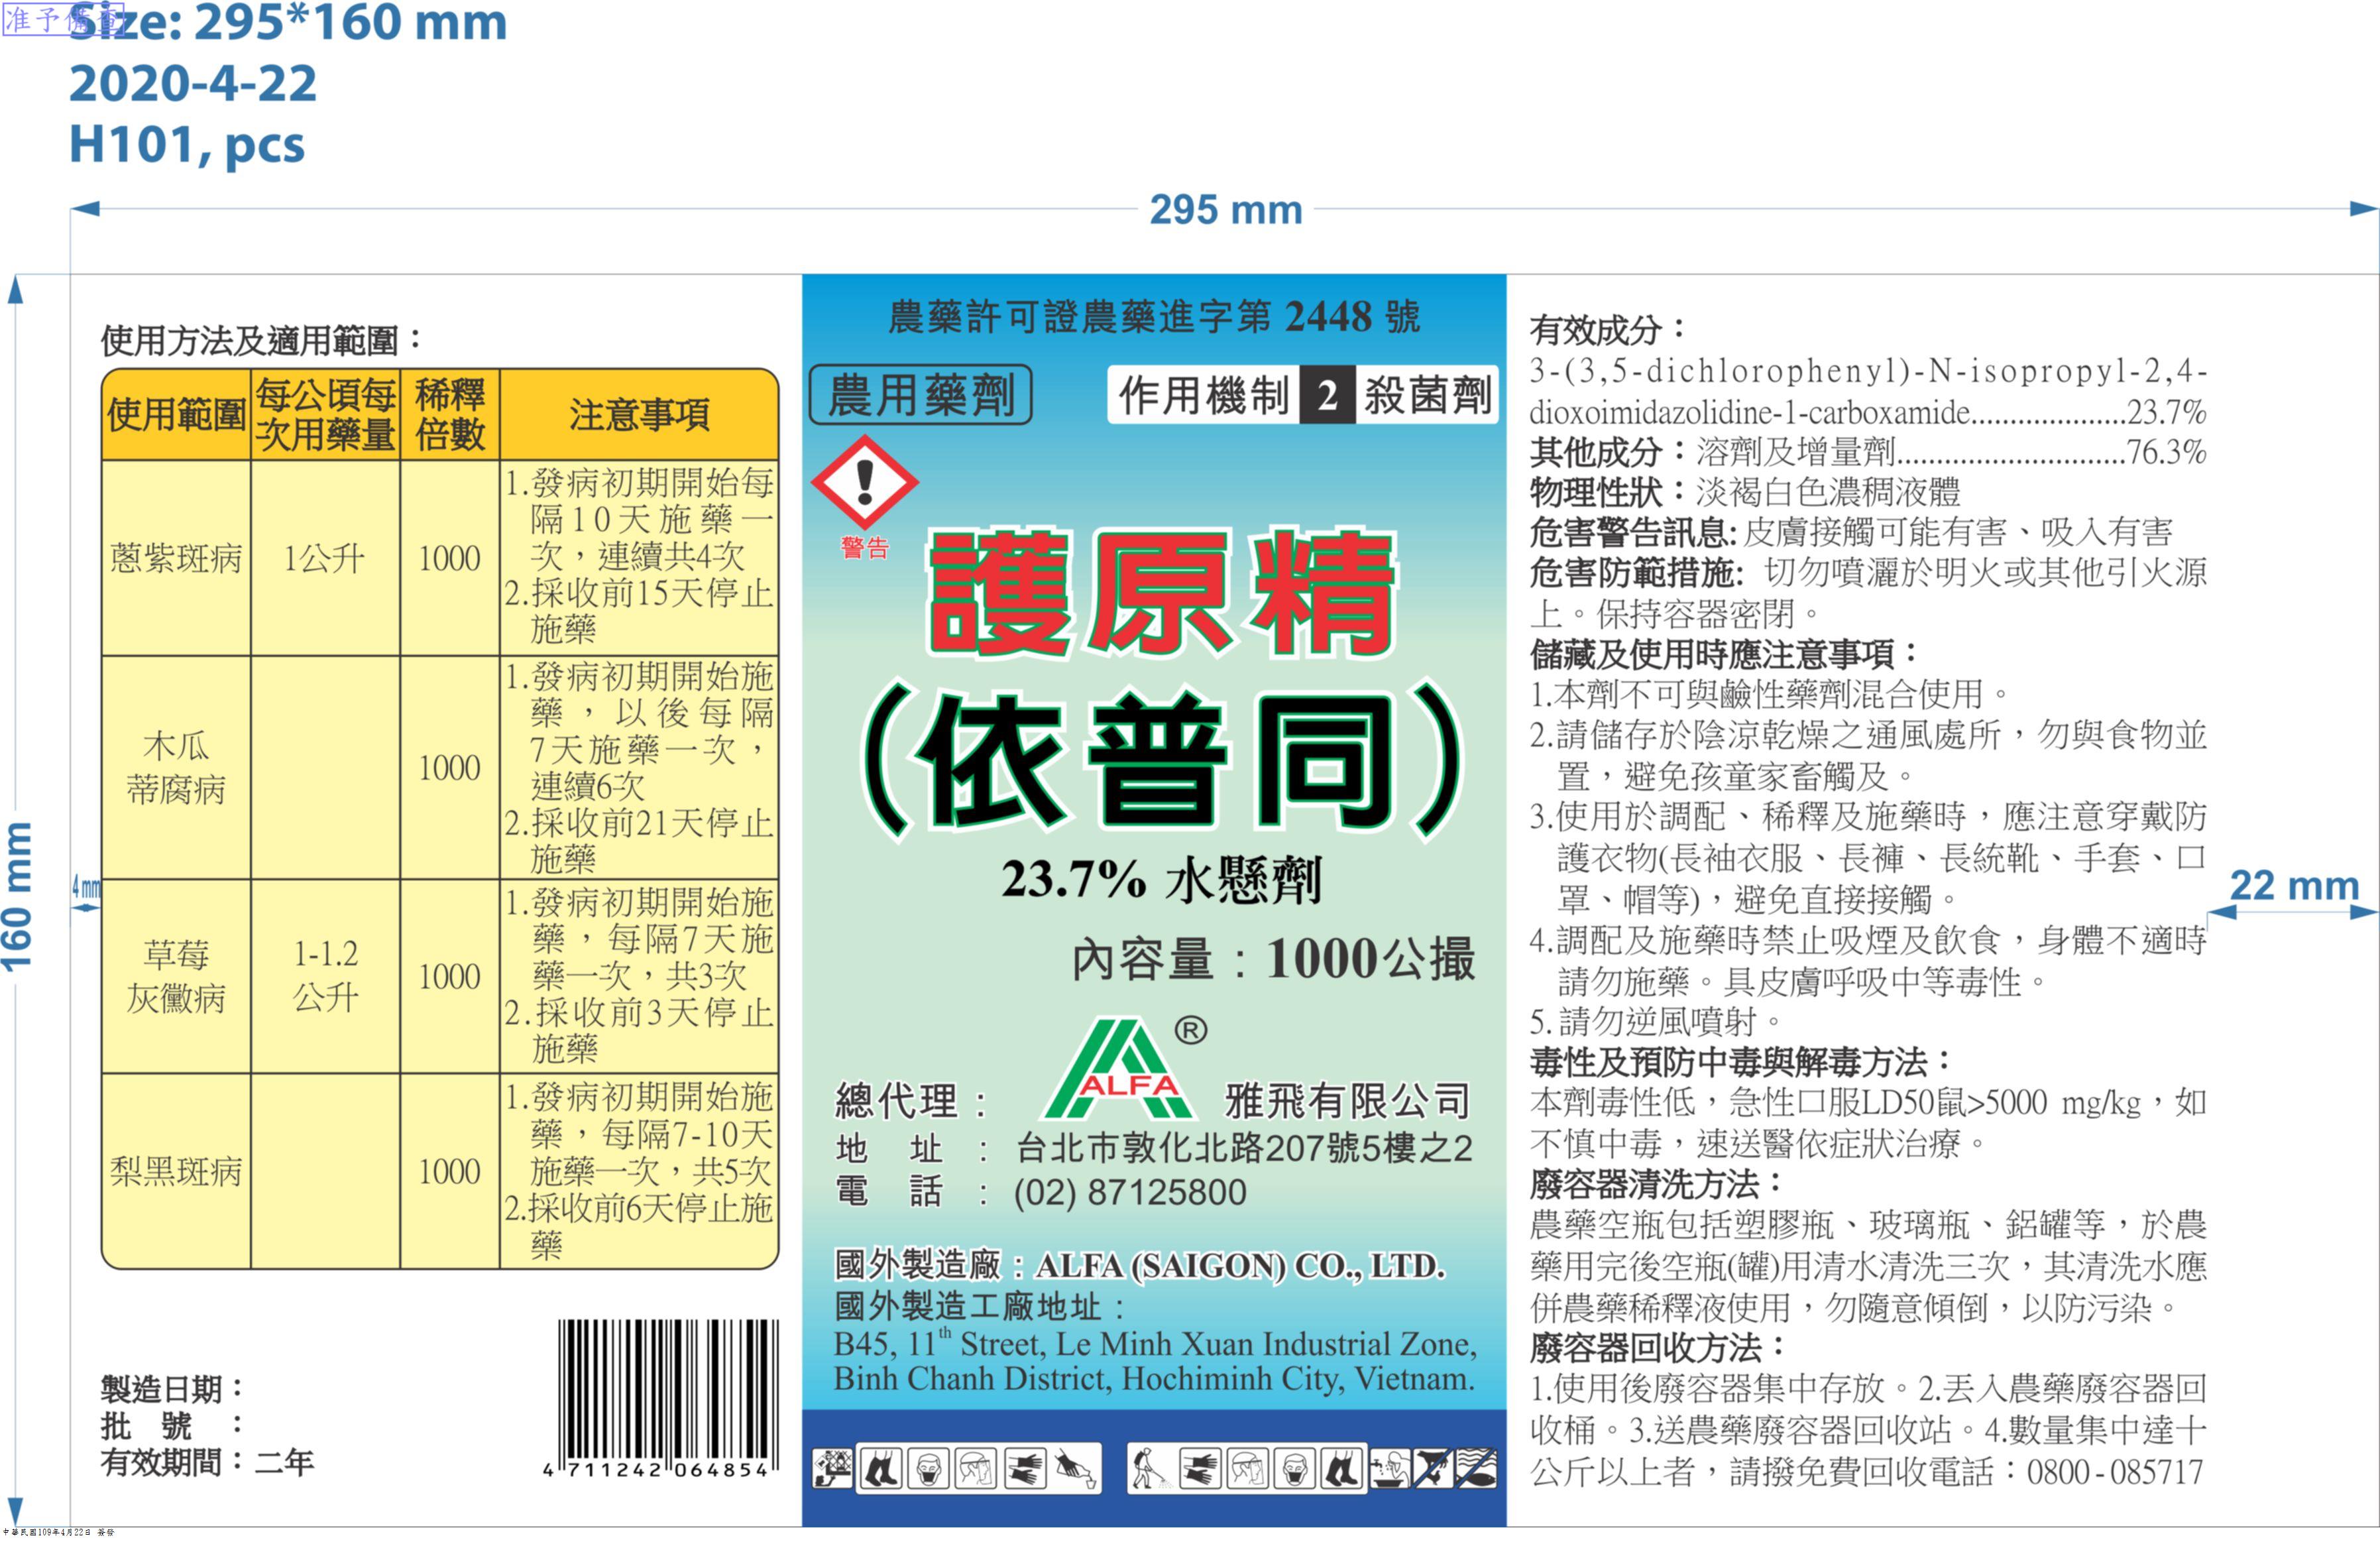 准予備查
Size: 295*160 mm
2020-4-22
H101, pcs
295 mm
160 mm
4 mm
22 mm
使用方法及適用範圍：
使用範圍 每公頃每次用藥量 稀釋倍數 注意事項
蔥紫斑病 1公升 1000
1.發病初期開始每
隔10天施藥一
次，連續共4次
2.採收前15天停止
施藥
木瓜
蒂腐病
1000
1.發病初期開始施
藥，以後每隔
7天施藥一次，
連續6次
2.採收前21天停止
施藥
草莓
灰黴病
1-1.2
公升
1000
1.發病初期開始施
藥，每隔7天施
藥一次，共3次
2.採收前3天停止
施藥
梨黑斑病 1000
1.發病初期開始施
藥，每隔7-10天
施藥一次，共5次
2.採收前6天停止施
藥
製造日期：
批 號 ：
有效期間：二年
4 711242 064854
農藥許可證農藥進字第 2448 號
農用藥劑
作用機制 2 殺菌劑
警告
護原精
(依普同)
23.7% 水懸劑
內容量：1000公撮
ALFA ®
總代理： 雅飛有限公司
地 址 ： 台北市敦化北路207號5樓之2
電 話 ： (02) 87125800
國外製造廠：ALFA (SAIGON) CO., LTD.
國外製造工廠地址：
B45, 11th Street, Le Minh Xuan Industrial Zone,
Binh Chanh District, Hochiminh City, Vietnam.
有效成分：
3-(3,5-dichlorophenyl)-N-isopropyl-2,4-
dioxoimidazolidine-1-carboxamide....................23.7%
其他成分：溶劑及增量劑.............................76.3%
物理性狀：淡褐白色濃稠液體
危害警告訊息: 皮膚接觸可能有害、吸入有害
危害防範措施: 切勿噴灑於明火或其他引火源
上。保持容器密閉。
儲藏及使用時應注意事項：
1.本劑不可與鹼性藥劑混合使用。
2.請儲存於陰涼乾燥之通風處所，勿與食物並
置，避免孩童家畜觸及。
3.使用於調配、稀釋及施藥時，應注意穿戴防
護衣物(長袖衣服、長褲、長統靴、手套、口
罩、帽等)，避免直接接觸。
4.調配及施藥時禁止吸煙及飲食，身體不適時
請勿施藥。具皮膚呼吸中等毒性。
5.請勿逆風噴射。
毒性及預防中毒與解毒方法：
本劑毒性低，急性口服LD50鼠>5000 mg/kg，如
不慎中毒，速送醫依症狀治療。
廢容器清洗方法：
農藥空瓶包括塑膠瓶、玻璃瓶、鋁罐等，於農
藥用完後空瓶(罐)用清水清洗三次，其清洗水應
併農藥稀釋液使用，勿隨意傾倒，以防污染。
廢容器回收方法：
1.使用後廢容器集中存放。2.丟入農藥廢容器回
收桶。3.送農藥廢容器回收站。4.數量集中達十
公斤以上者，請撥免費回收電話：0800-085717
中華民國109年4月22日 簽發